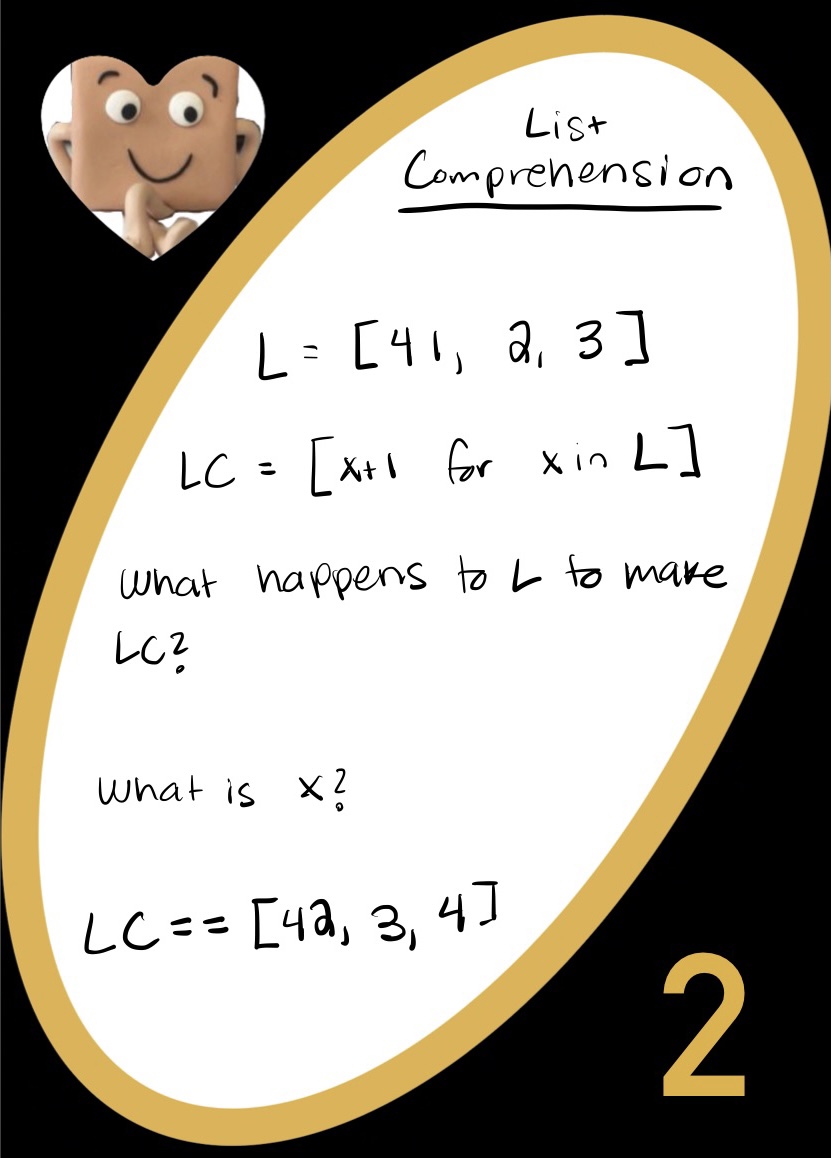 List
Comprehension
L = [41, 2, 3]
LC = [x+1 for x in L]
What happens to L to make
LC?
What is x?
LC == [42, 3, 4]
2